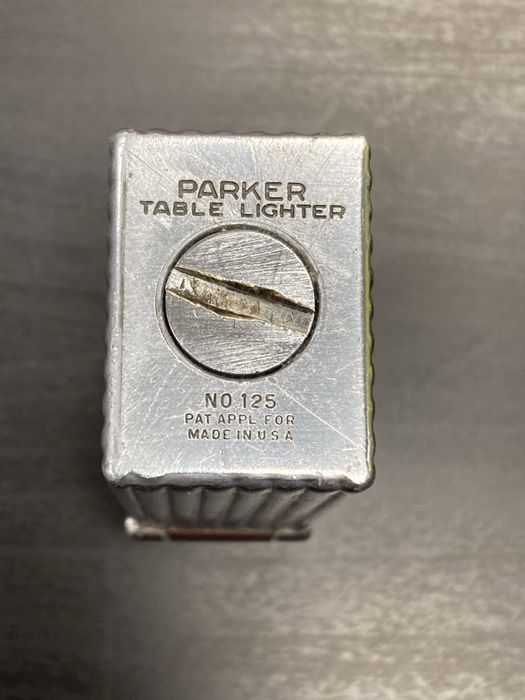 PARKER
TABLE LIGHTER
NO 125
PAT APPL FOR
MADE IN U S A